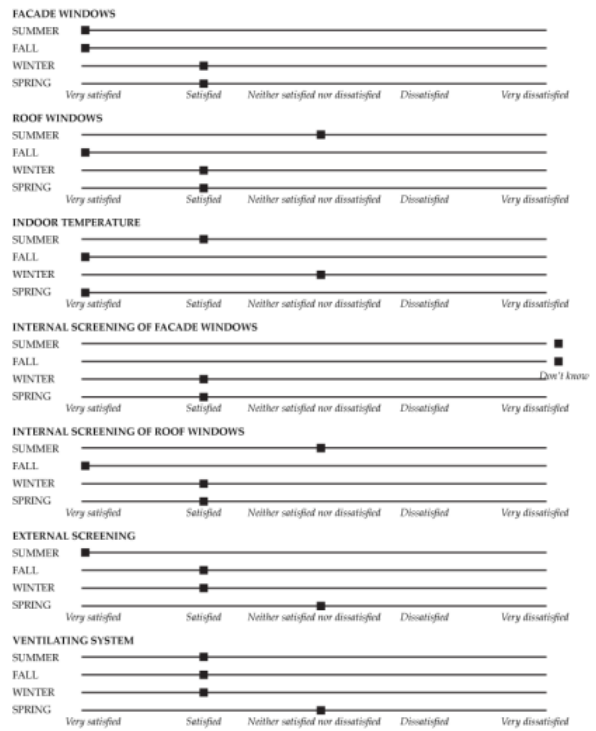 FACADE WINDOWS
SUMMER
FALL
WINTER
SPRING
Very satisfied Satisfied Neither satisfied nor dissatisfied Dissatisfied Very dissatisfied
ROOF WINDOWS
SUMMER
FALL
WINTER
SPRING
Very satisfied Satisfied Neither satisfied nor dissatisfied Dissatisfied Very dissatisfied
INDOOR TEMPERATURE
SUMMER
FALL
WINTER
SPRING
Very satisfied Satisfied Neither satisfied nor dissatisfied Dissatisfied Very dissatisfied
INTERNAL SCREENING OF FACADE WINDOWS
SUMMER
FALL
Don't know
WINTER
SPRING
Very satisfied Satisfied Neither satisfied nor dissatisfied Dissatisfied Very dissatisfied
INTERNAL SCREENING OF ROOF WINDOWS
SUMMER
FALL
WINTER
SPRING
Very satisfied Satisfied Neither satisfied nor dissatisfied Dissatisfied Very dissatisfied
EXTERNAL SCREENING
SUMMER
FALL
WINTER
SPRING
Very satisfied Satisfied Neither satisfied nor dissatisfied Dissatisfied Very dissatisfied
VENTILATING SYSTEM
SUMMER
FALL
WINTER
SPRING
Very satisfied Satisfied Neither satisfied nor dissatisfied Dissatisfied Very dissatisfied